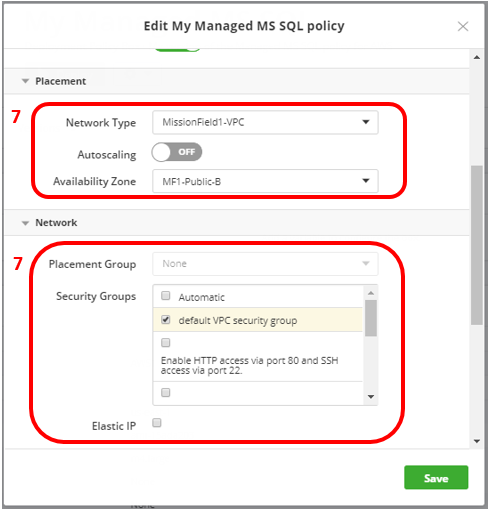 Edit My Managed MS SQL policy
Placement
7
Network Type MissionField1-VPC
Autoscaling OFF
Availability Zone MF1-Public-B
Network
7
Placement Group None
Security Groups Automatic
default VPC security group
Enable HTTP access via port 80 and SSH
access via port 22.
Elastic IP
Save